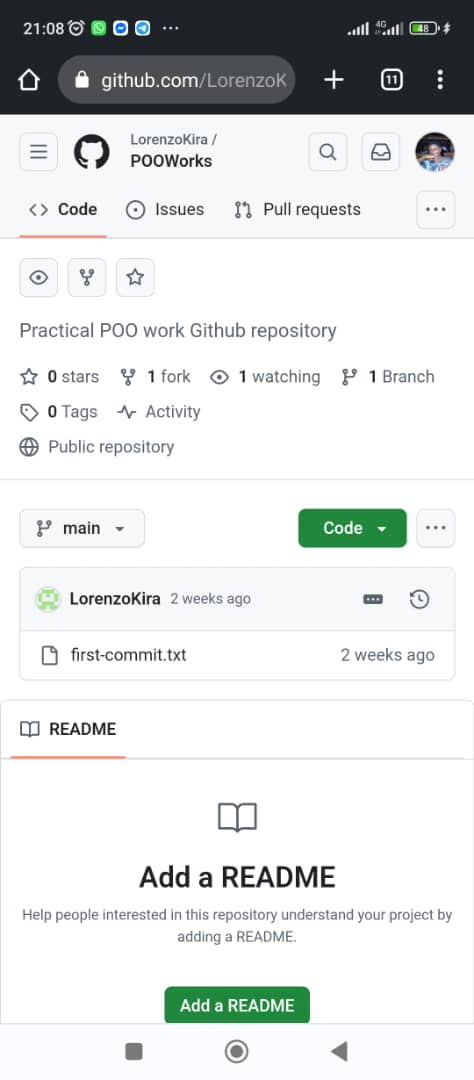 21:08
4G
48
github.com/LorenzoK
11
LorenzoKira /
POOWorks
Code
Issues
Pull requests
Practical POO work Github repository
0 stars
1 fork
1 watching
1 Branch
0 Tags
Activity
Public repository
main
Code
LorenzoKira 2 weeks ago
first-commit.txt
2 weeks ago
README
Add a README
Help people interested in this repository understand your project by
adding a README.
Add a README